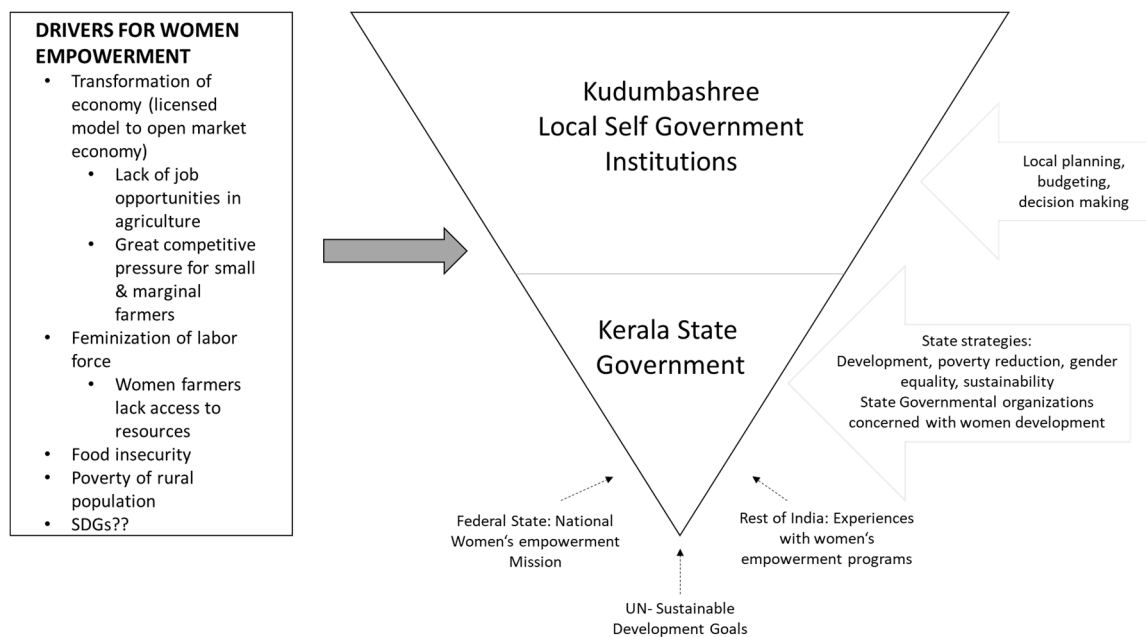 DRIVERS FOR WOMEN
EMPOWERMENT
• Transformation of
economy (licensed
model to open market
economy)
• Lack of job
opportunities in
agriculture
• Great competitive
pressure for small
& marginal
farmers
• Feminization of labor
force
• Women farmers
lack access to
resources
• Food insecurity
• Poverty of rural
population
• SDGs??
Kudumbashree
Local Self Government
Institutions
Local planning,
budgeting,
decision making
Kerala State
Government
State strategies:
Development, poverty reduction, gender
equality, sustainability
State Governmental organizations
concerned with women development
Federal State: National
Women‘s empowerment
Mission
Rest of India: Experiences
with women‘s
empowerment programs
UN- Sustainable
Development Goals